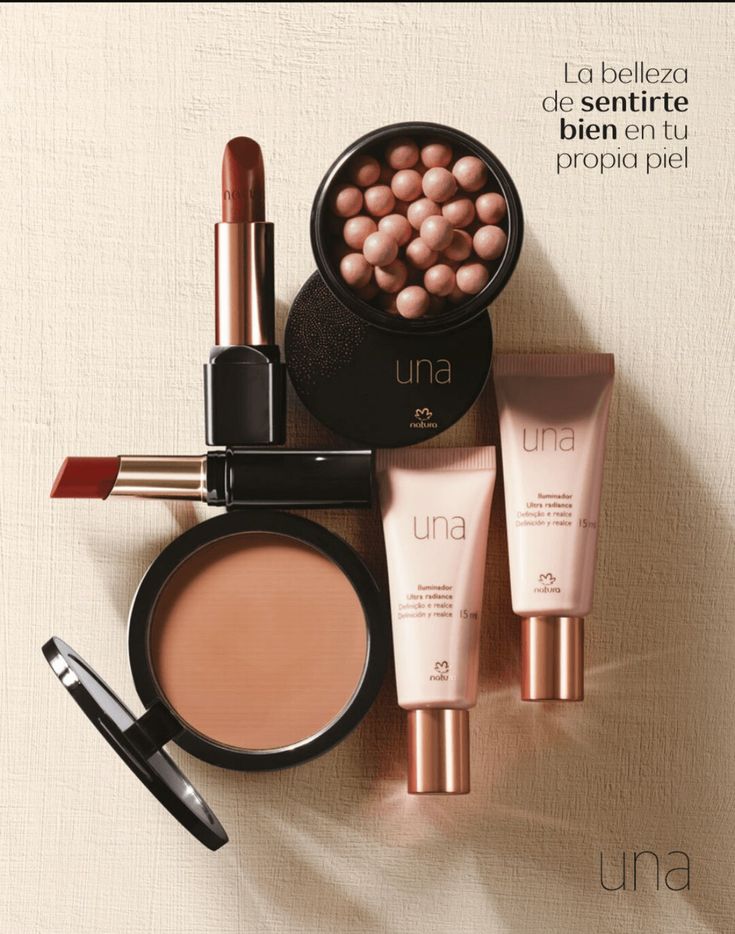 La belleza
de sentirte
bien en tu
propia piel
natura
una
natura
una
Iluminador
Ultra radiance
Definição e realce
Definición y realce 15 ml
natura
una
Iluminador
Ultra radiance
Definição e realce
Definición y realce 15 ml
natura
una